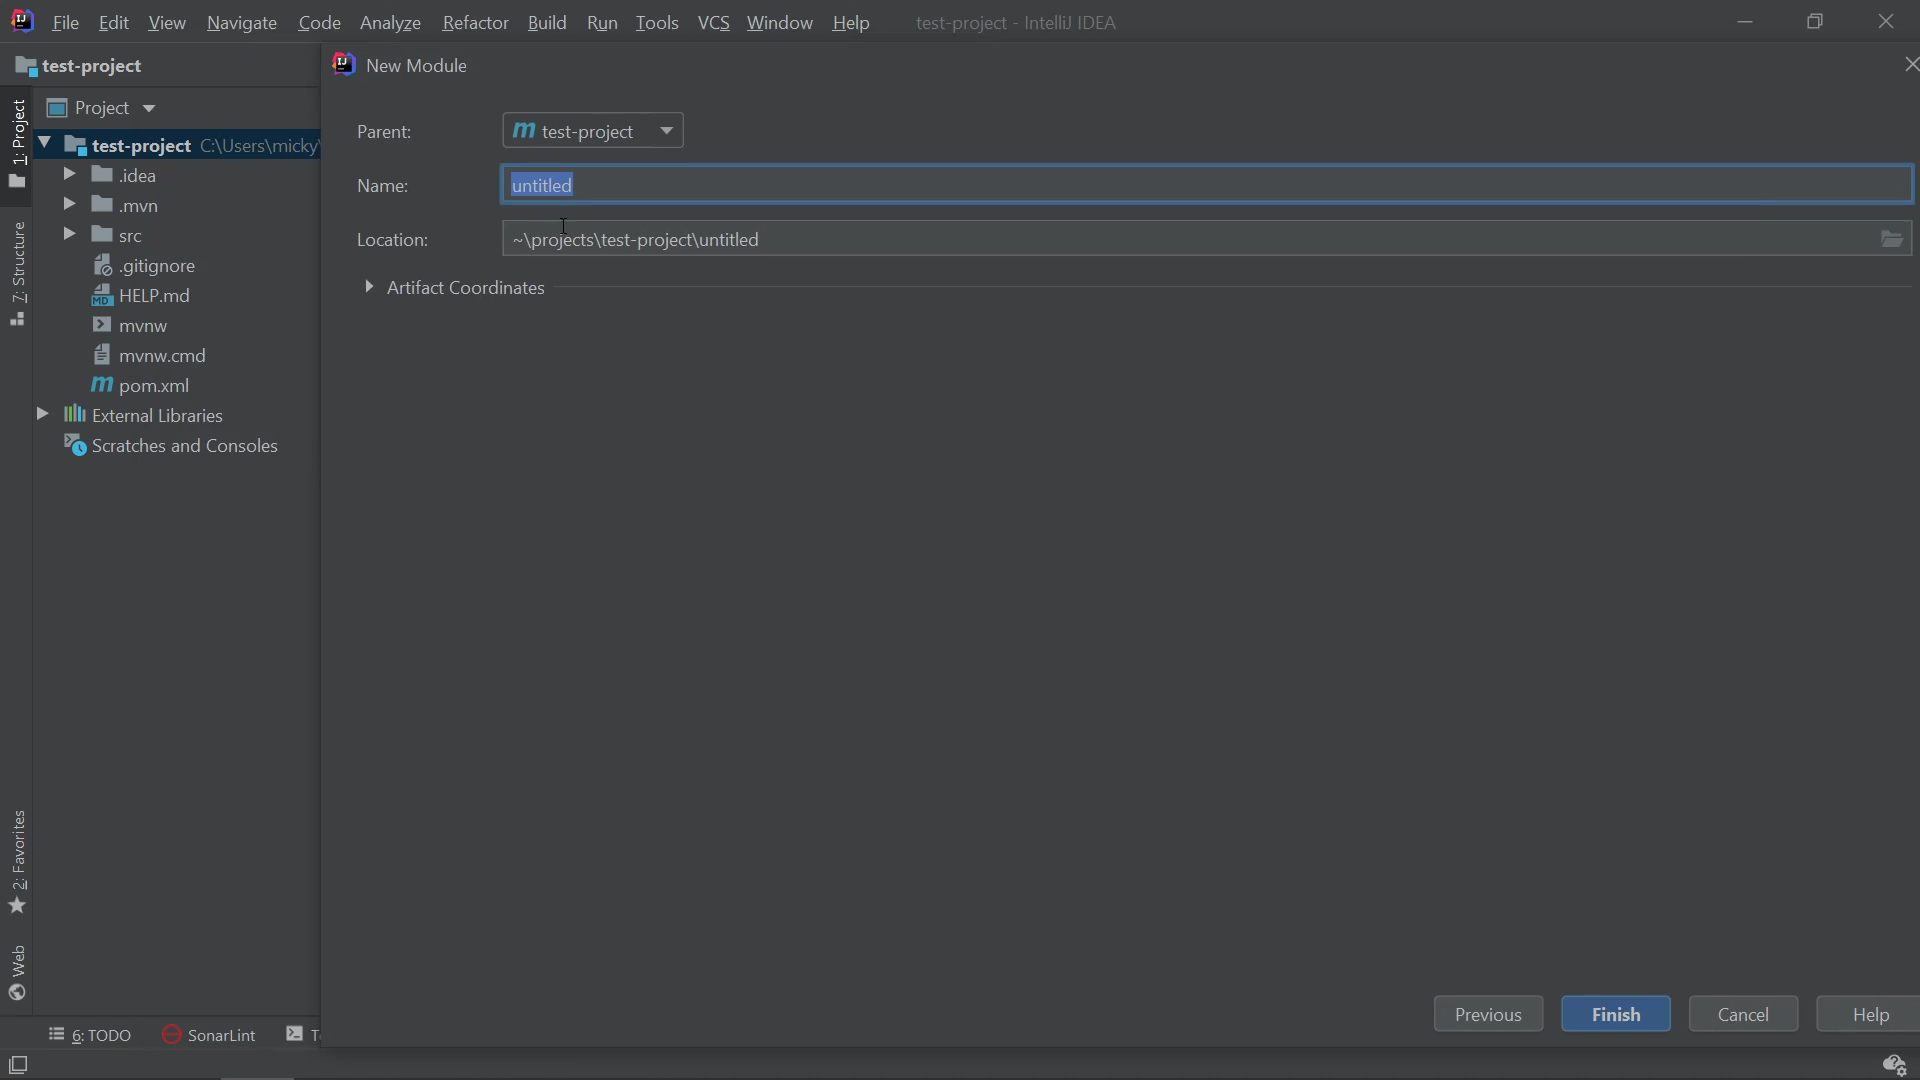 File Edit View Navigate Code Analyze Refactor Build Run Tools VCS Window Help test-project - IntelliJ IDEA
test-project
New Module
1: Project
7: Structure
2: Favorites
Web
Project
test-project C:\Users\micky\
.idea
.mvn
src
.gitignore
HELP.md
mvnw
mvnw.cmd
pom.xml
External Libraries
Scratches and Consoles
Parent: test-project
Name: untitled
Location: ~\projects\test-project\untitled
Artifact Coordinates
Previous Finish Cancel Help
6: TODO SonarLint